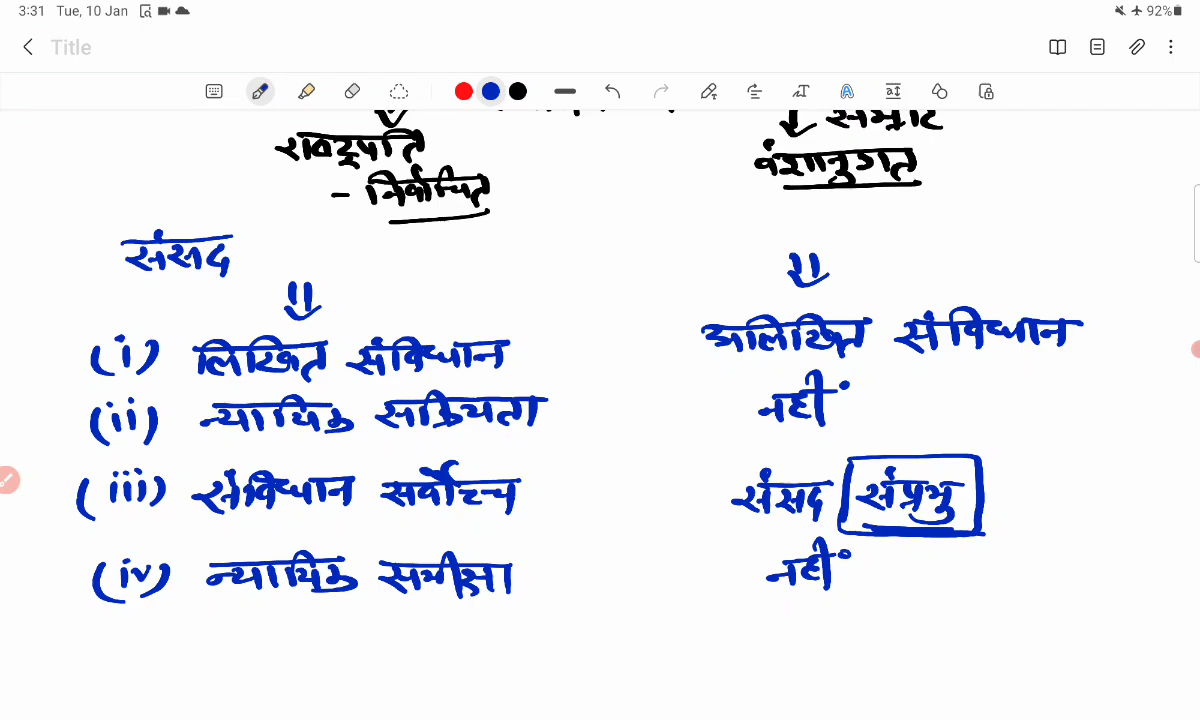 3:31 Tue, 10 Jan 92%
Title
सम्राट
राष्ट्रपति वंशानुगत
- निर्वाचित
संसद
(i) लिखित संविधान अलिखित संविधान
(ii) न्यायिक सक्रियता नहीं
(iii) संविधान सर्वोच्च संसद संप्रभु
(iv) न्यायिक समीक्षा नहीं